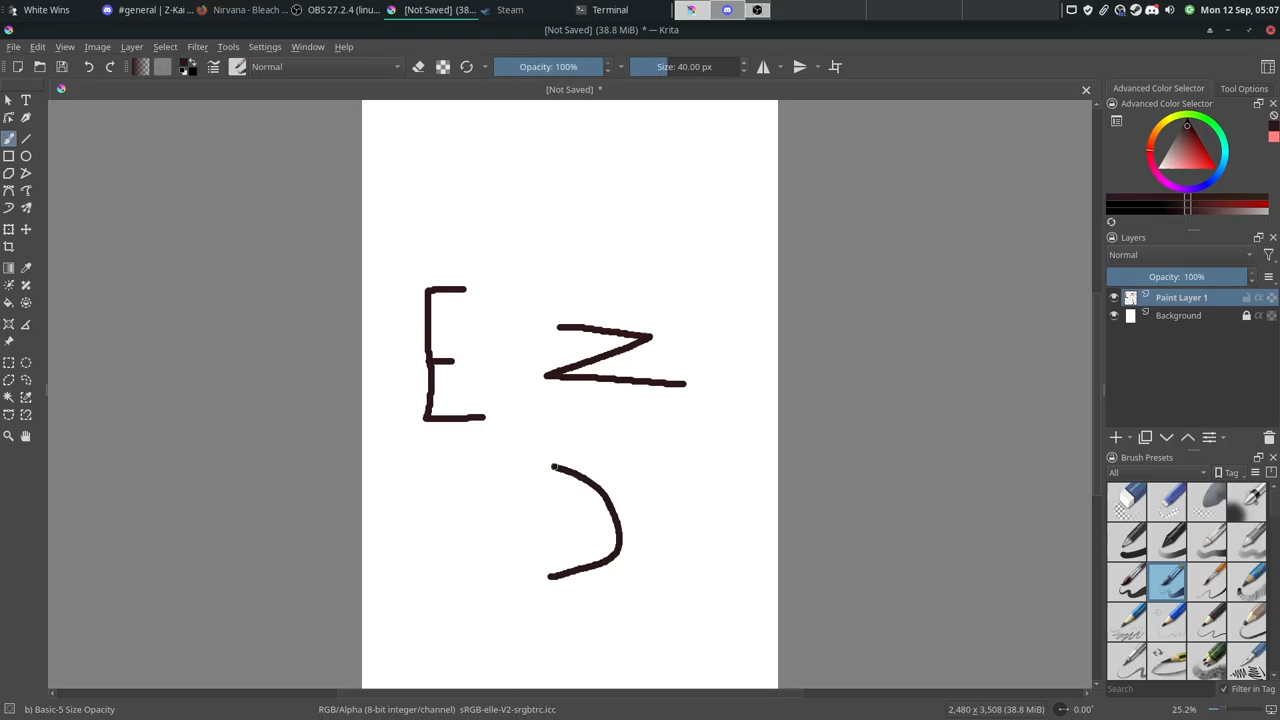 White Wins
#general | Z-Kai ...
Nirvana - Bleach ...
OBS 27.2.4 (linu...
[Not Saved] (38...
Steam
Terminal
Mon 12 Sep, 05:07
[Not Saved] (38.8 MiB) * — Krita
File Edit View Image Layer Select Filter Tools Settings Window Help
Normal
Opacity: 100%
Size: 40.00 px
[Not Saved] *
Advanced Color Selector
Tool Options
Advanced Color Selector
Layers
Normal
Opacity: 100%
Paint Layer 1
Background
Brush Presets
All
Tag
Search
Filter in Tag
E Z
)
b) Basic-5 Size Opacity
RGB/Alpha (8-bit integer/channel) sRGB-elle-V2-srgbtrc.icc
2,480 x 3,508 (38.8 MiB)
0.00°
25.2%